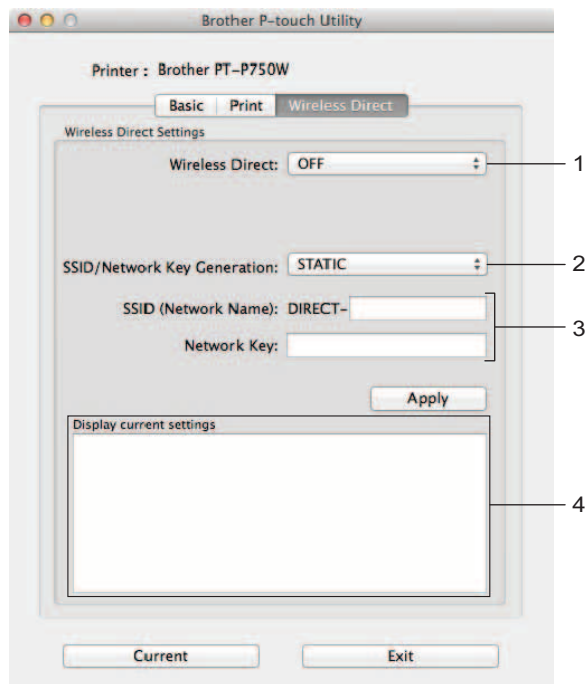 Brother P-touch Utility
Printer : Brother PT-P750W
Basic Print Wireless Direct
Wireless Direct Settings
Wireless Direct: OFF 1
SSID/Network Key Generation: STATIC 2
SSID (Network Name): DIRECT-
3
Network Key:
Apply
Display current settings
4
Current Exit